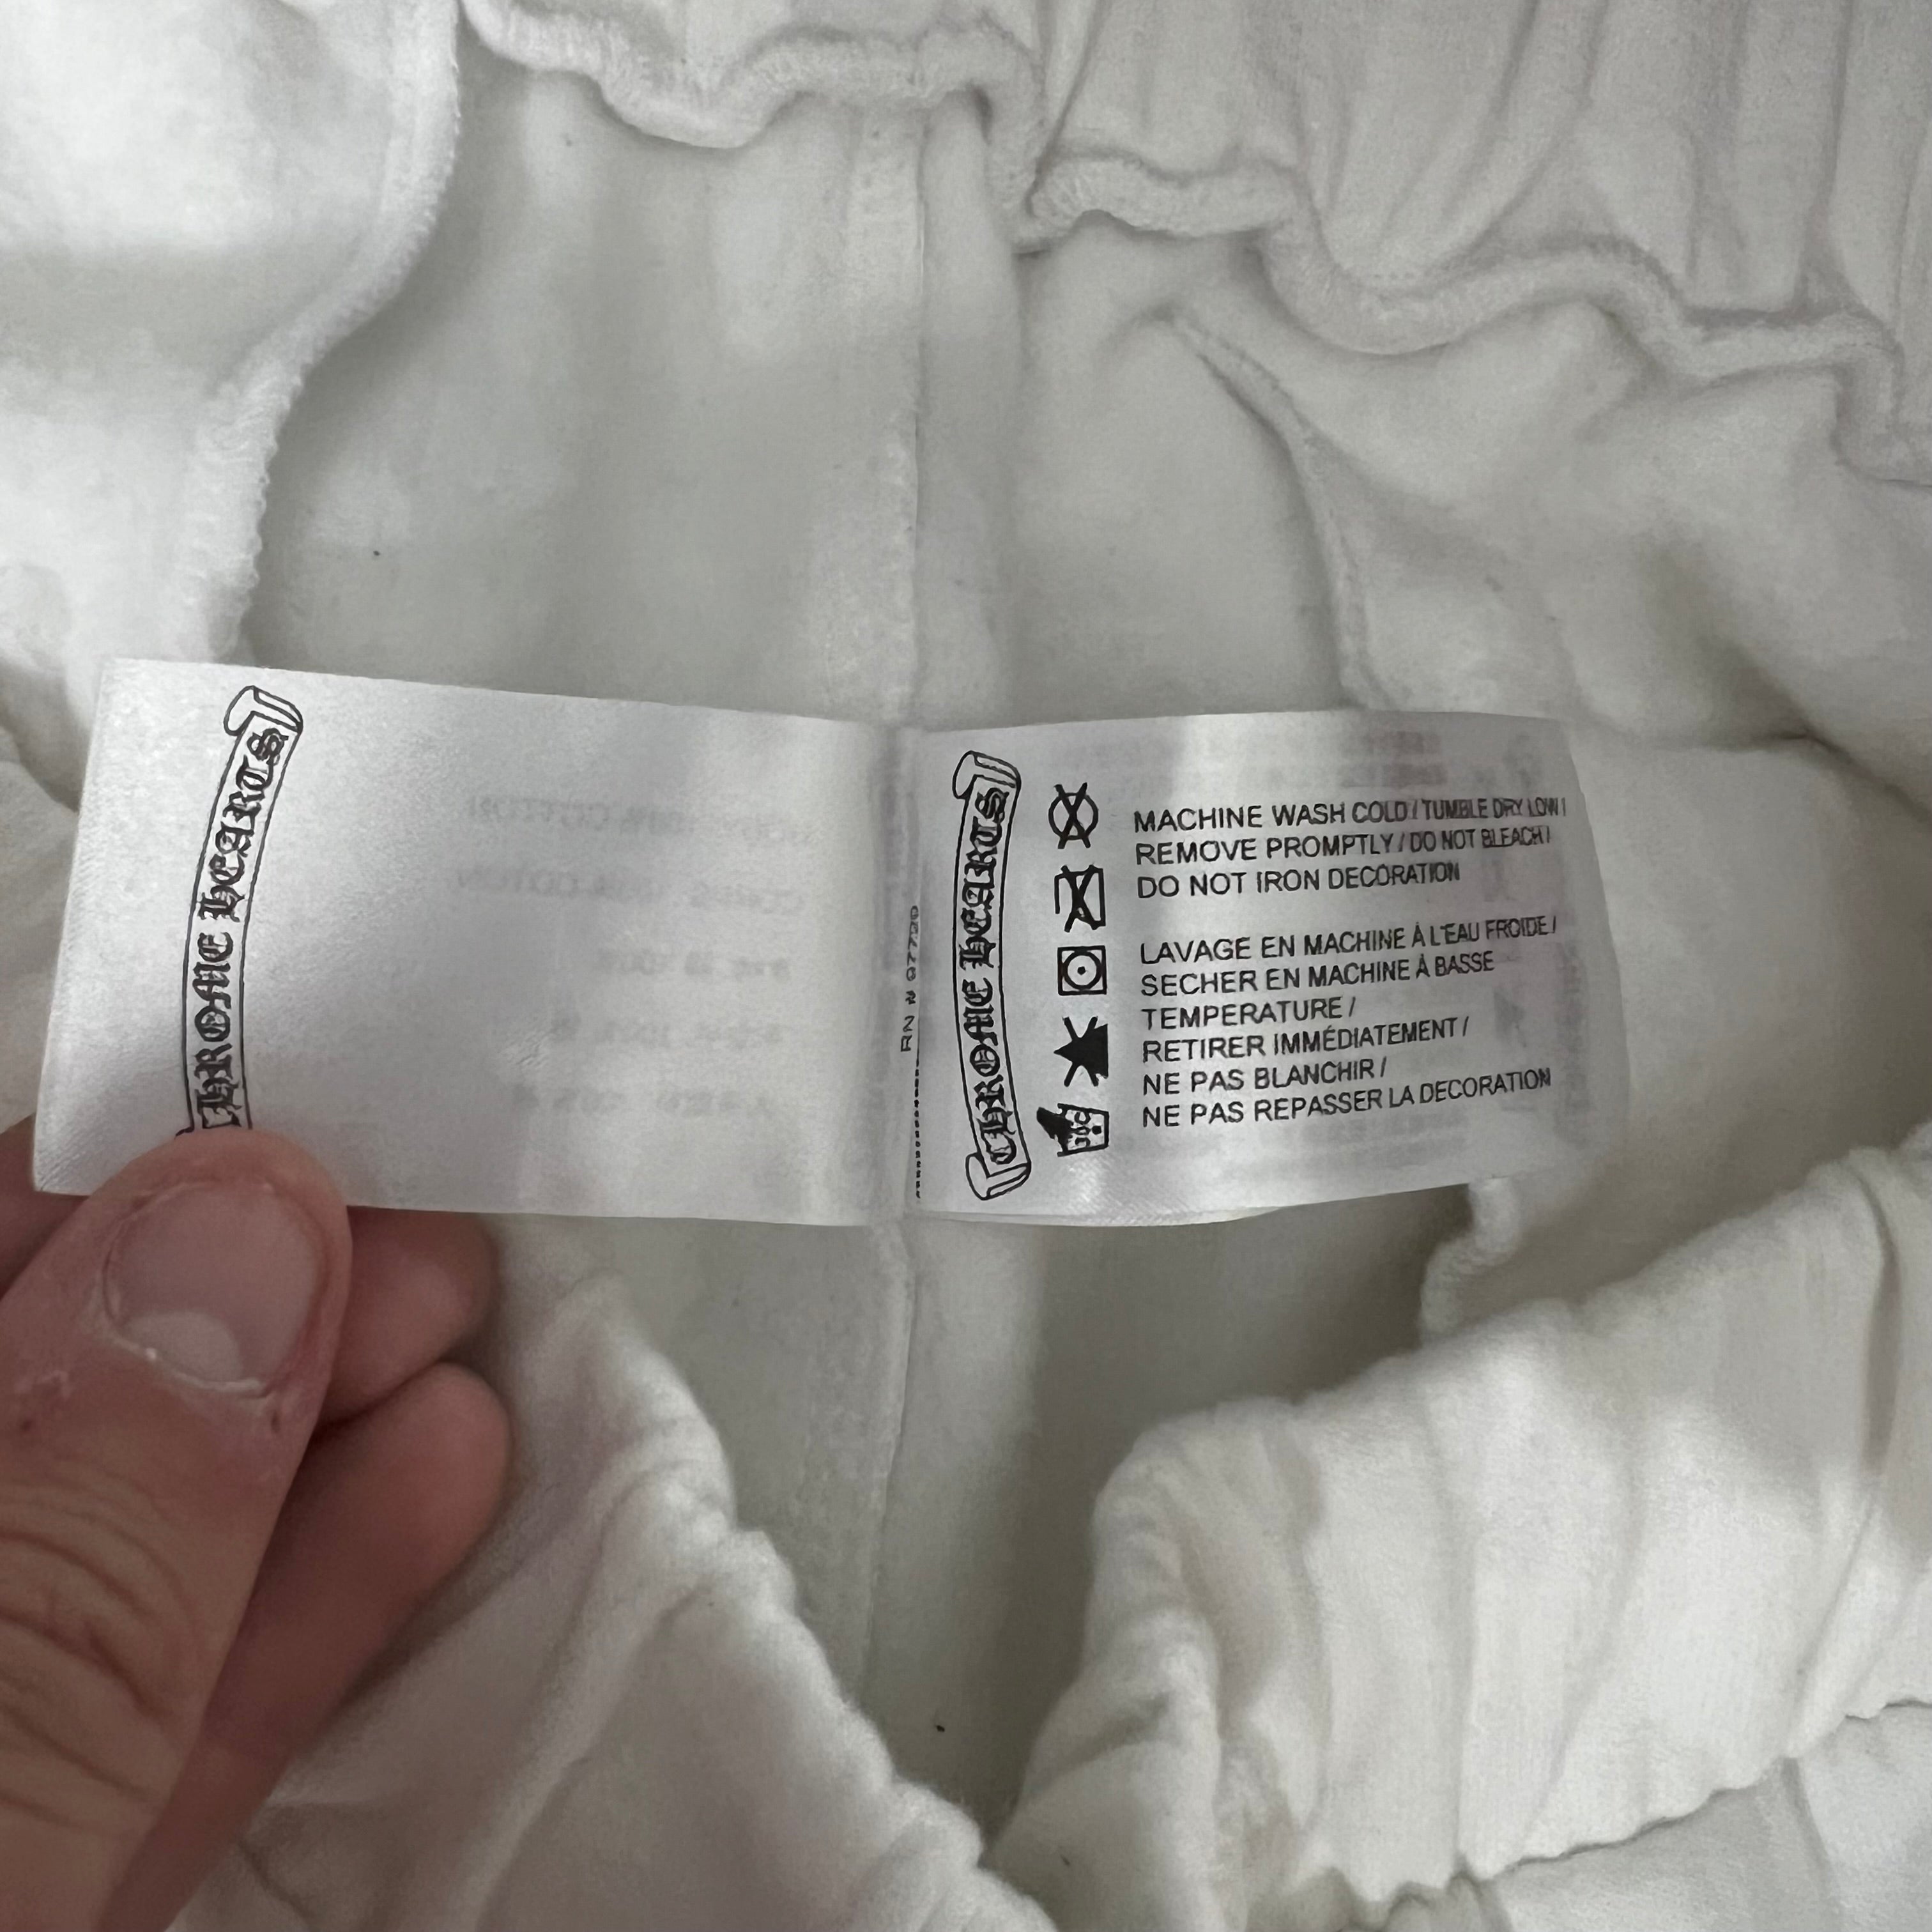 CHROME HEARTS
RN # 97729
CHROME HEARTS
MACHINE WASH COLD / TUMBLE DRY LOW /
REMOVE PROMPTLY / DO NOT BLEACH /
DO NOT IRON DECORATION
LAVAGE EN MACHINE À L'EAU FROIDE /
SECHER EN MACHINE À BASSE
TEMPERATURE /
RETIRER IMMÉDIATEMENT /
NE PAS BLANCHIR /
NE PAS REPASSER LA DECORATION
30C